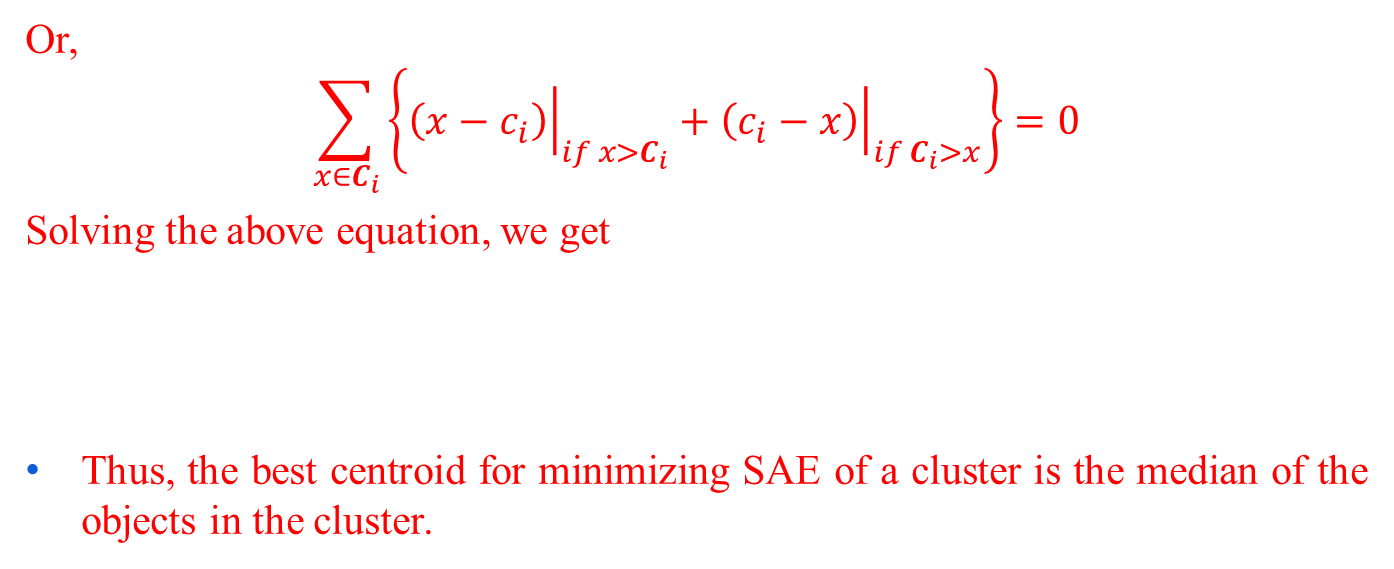 Or,
∑_{x∈𝑪_i} {(x − c_i)|_{if x>𝑪_i} + (c_i − x)|_{if 𝑪_i>x}} = 0
Solving the above equation, we get
• Thus, the best centroid for minimizing SAE of a cluster is the median of the
objects in the cluster.